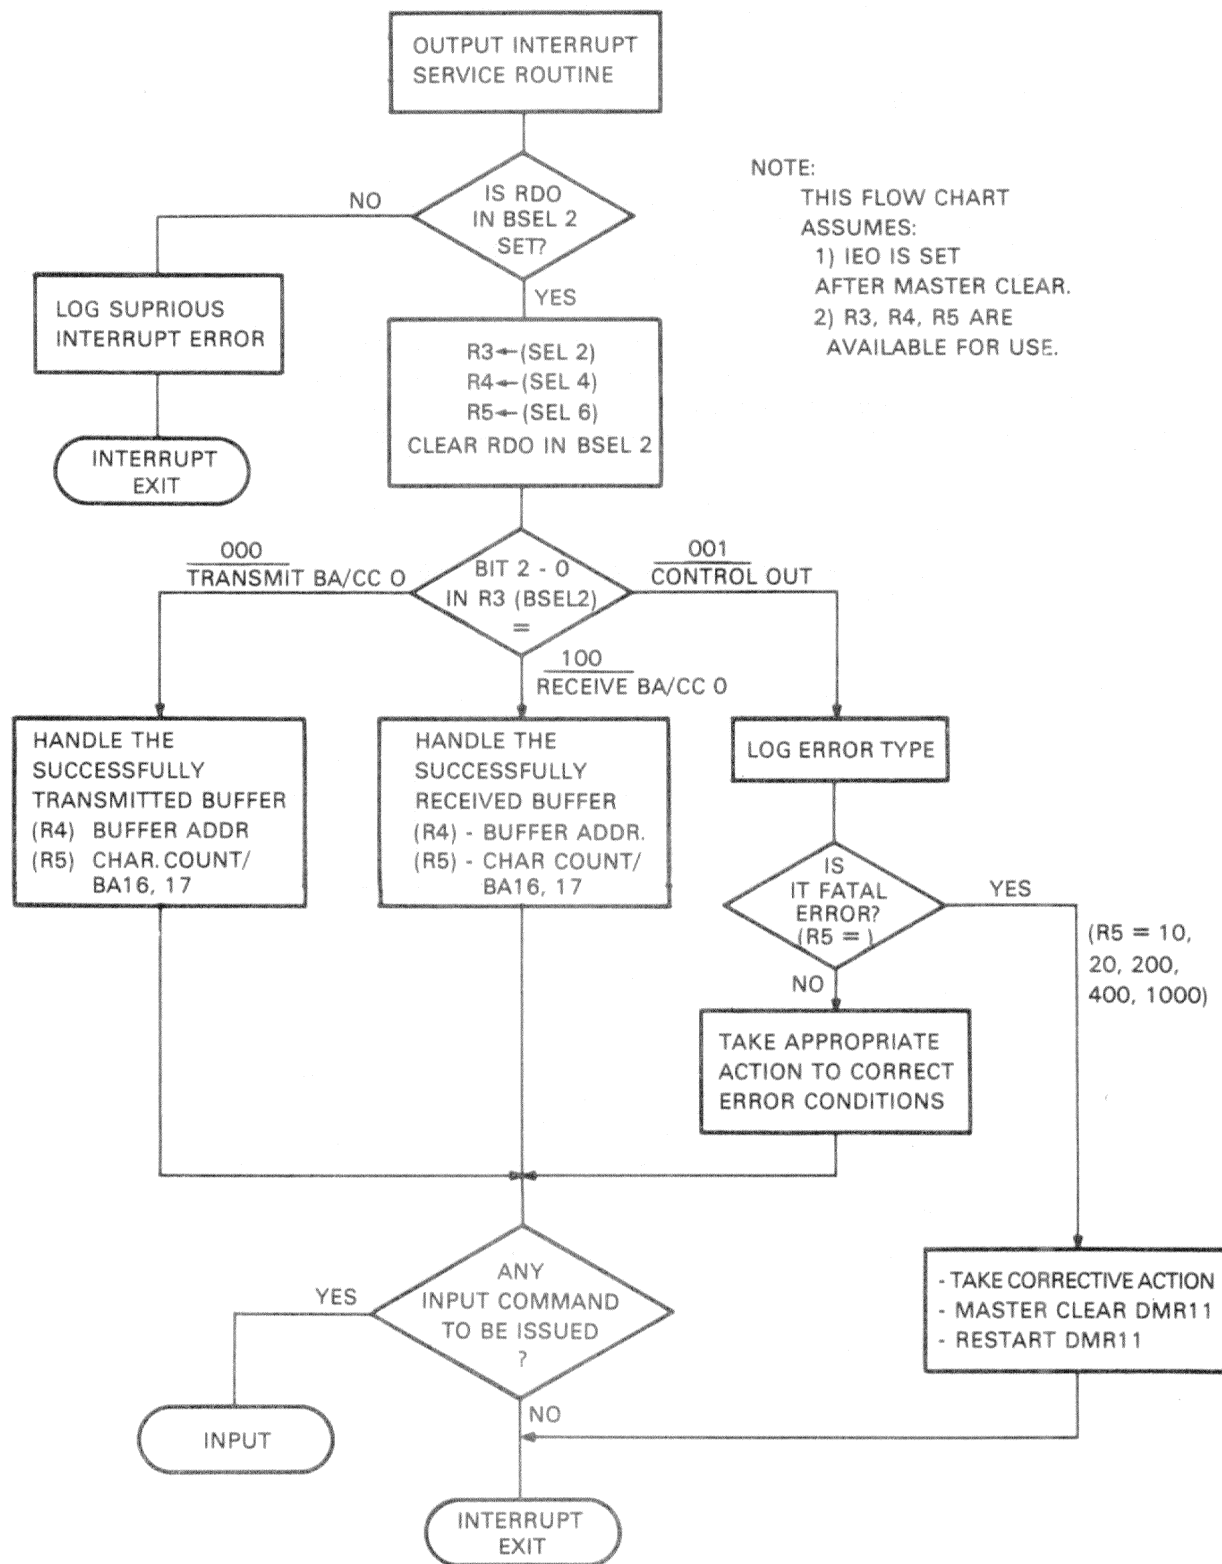 OUTPUT INTERRUPT
SERVICE ROUTINE
NOTE:
THIS FLOW CHART
ASSUMES:
1) IEO IS SET
AFTER MASTER CLEAR.
2) R3, R4, R5 ARE
AVAILABLE FOR USE.
IS RDO
IN BSEL 2
SET?
NO
YES
LOG SUPRIOUS
INTERRUPT ERROR
INTERRUPT
EXIT
R3←(SEL 2)
R4←(SEL 4)
R5←(SEL 6)
CLEAR RDO IN BSEL 2
BIT 2 - 0
IN R3 (BSEL2)
=
000
TRANSMIT BA/CC O
001
CONTROL OUT
100
RECEIVE BA/CC O
HANDLE THE
SUCCESSFULLY
TRANSMITTED BUFFER
(R4) BUFFER ADDR
(R5) CHAR. COUNT/
BA16, 17
HANDLE THE
SUCCESSFULLY
RECEIVED BUFFER
(R4) - BUFFER ADDR.
(R5) - CHAR COUNT/
BA16, 17
LOG ERROR TYPE
IS
IT FATAL
ERROR?
(R5 = )
YES
(R5 = 10,
20, 200,
400, 1000)
NO
TAKE APPROPRIATE
ACTION TO CORRECT
ERROR CONDITIONS
ANY
INPUT COMMAND
TO BE ISSUED
?
YES
INPUT
NO
- TAKE CORRECTIVE ACTION
- MASTER CLEAR DMR11
- RESTART DMR11
INTERRUPT
EXIT